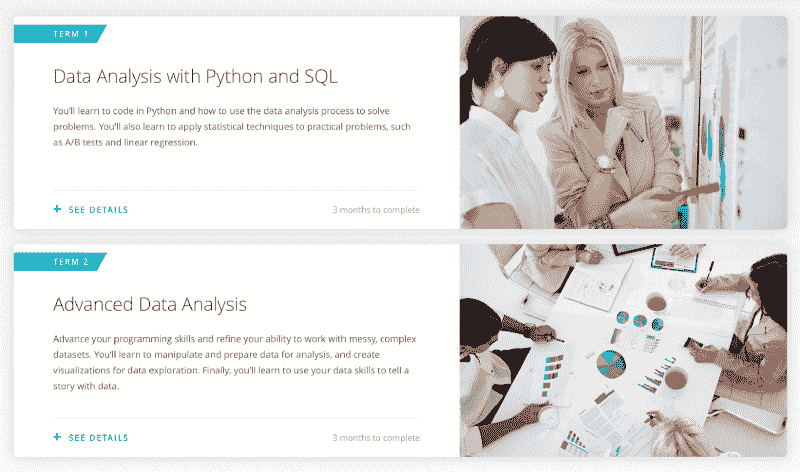 TERM 1
Data Analysis with Python and SQL
You'll learn to code in Python and how to use the data analysis process to solve
problems. You'll also learn to apply statistical techniques to practical problems, such
as A/B tests and linear regression.
+ SEE DETAILS
3 months to complete
TERM 2
Advanced Data Analysis
Advance your programming skills and refine your ability to work with messy, complex
datasets. You'll learn to manipulate and prepare data for analysis, and create
visualizations for data exploration. Finally, you'll learn to use your data skills to tell a
story with data.
+ SEE DETAILS
3 months to complete